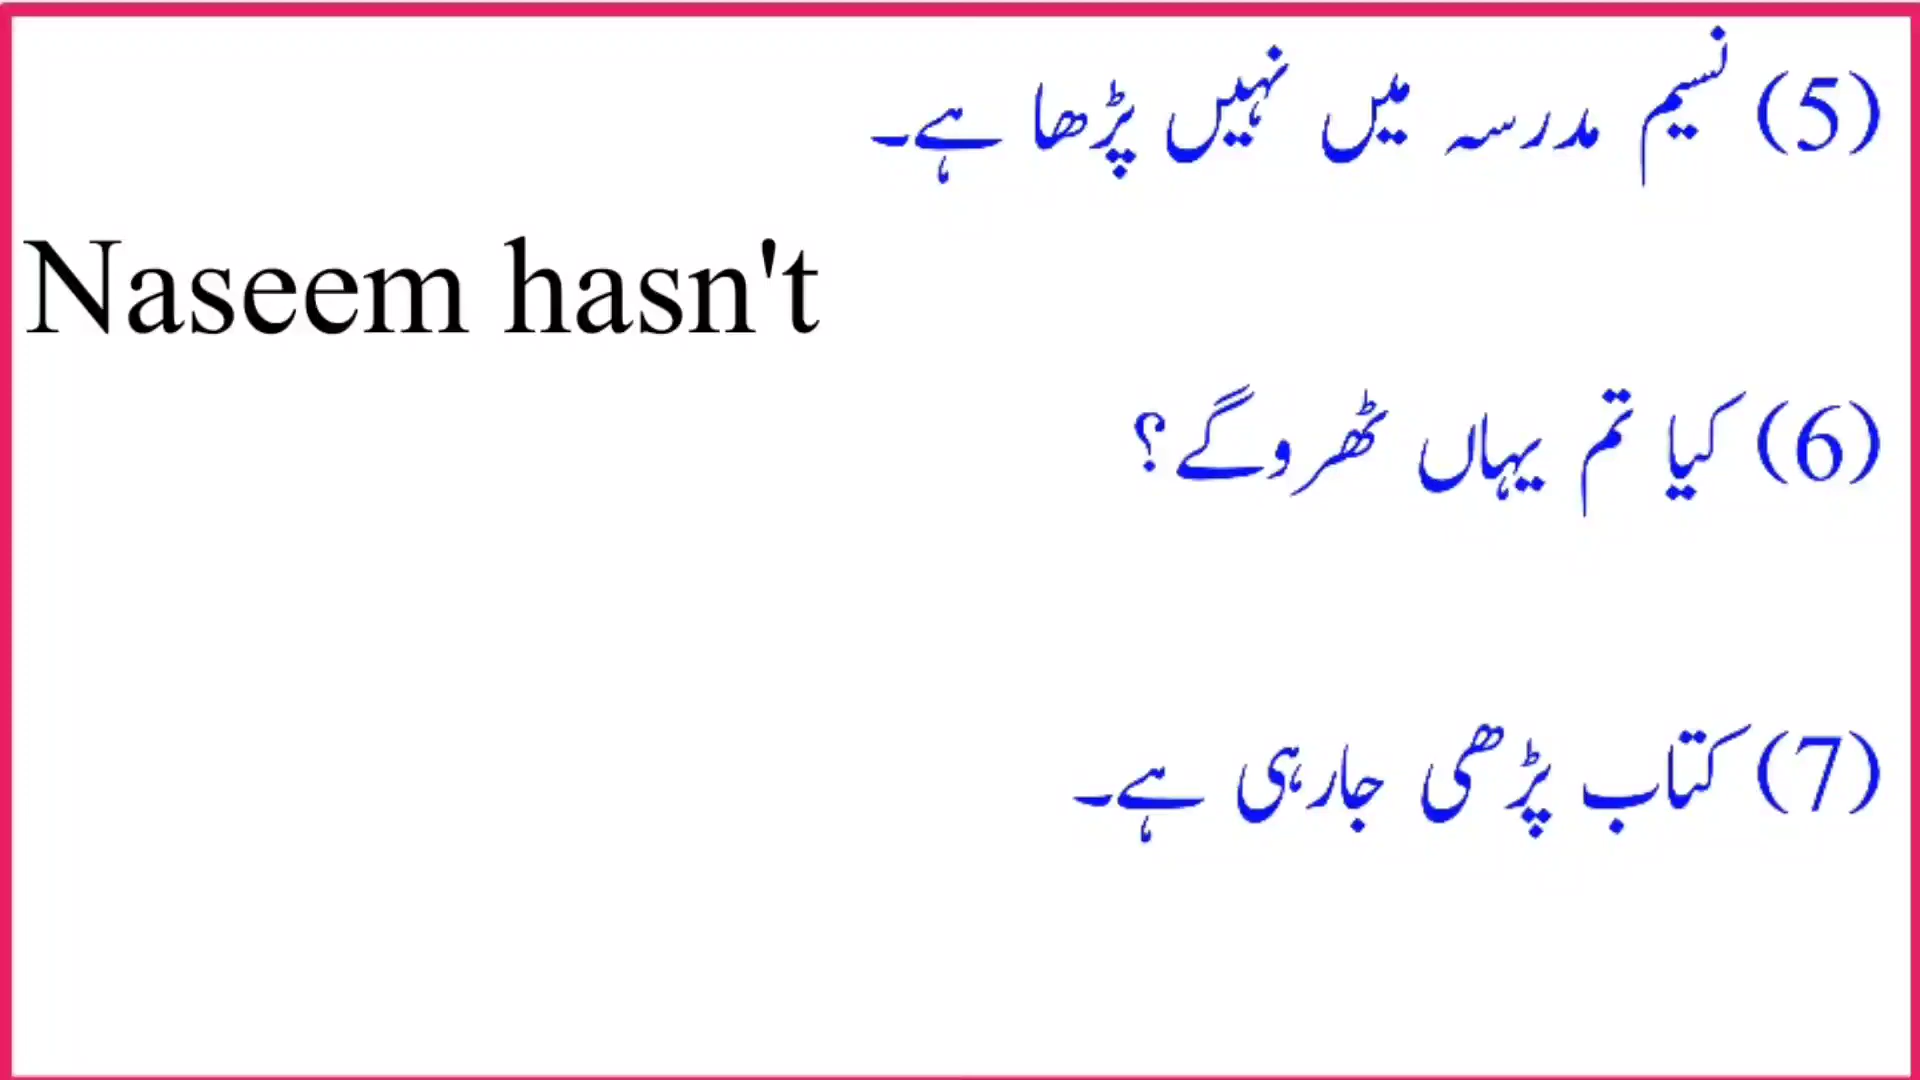 (5) نسیم مدرسہ میں نہیں پڑھا ہے۔
Naseem hasn't
(6) کیا تم یہاں ٹھروگے؟
(7) کتاب پڑھی جارہی ہے۔